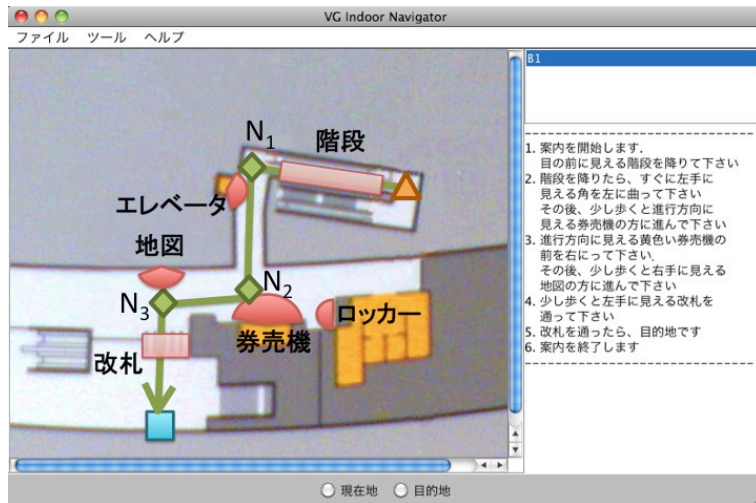 VG Indoor Navigator
ファイル ツール ヘルプ
N1
階段
エレベータ
地図
N2
N3
ロッカー
券売機
改札
B1
1. 案内を開始します.
目の前に見える階段を降りて下さい
2. 階段を降りたら、すぐに左手に
見える角を左に曲って下さい
その後、少し歩くと進行方向に
見える券売機の方に進んで下さい
3. 進行方向に見える黄色い券売機の
前を右にって下さい.
その後、少し歩くと右手に見える
地図の方に進んで下さい
4. 少し歩くと左手に見える改札を
通って下さい
5. 改札を通ったら、目的地です
6. 案内を終了します
現在地 目的地